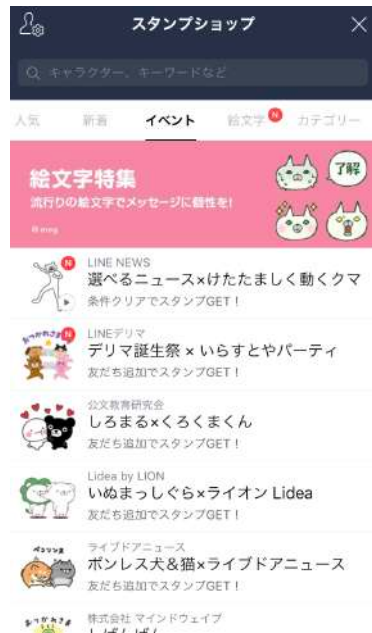 スタンプショップ
キャラクター、キーワードなど
人気 新着 イベント 絵文字 N カテゴリー
絵文字特集
流行りの絵文字でメッセージに個性を!
了解
N
LINE NEWS
選べるニュース×けたたましく動くクマ
条件クリアでスタンプGET!
おつかれさま
N
LINEデリマ
デリマ誕生祭 × いらすとやパーティ
友だち追加でスタンプGET!
公文教育研究会
しろまる×くろくまくん
友だち追加でスタンプGET!
Lidea by LION
いぬまっしぐら×ライオン Lidea
友だち追加でスタンプGET!
ライブドアニュース
ボンレス犬&猫×ライブドアニュース
友だち追加でスタンプGET!
おつかれさま
株式会社 マインドウェイブ